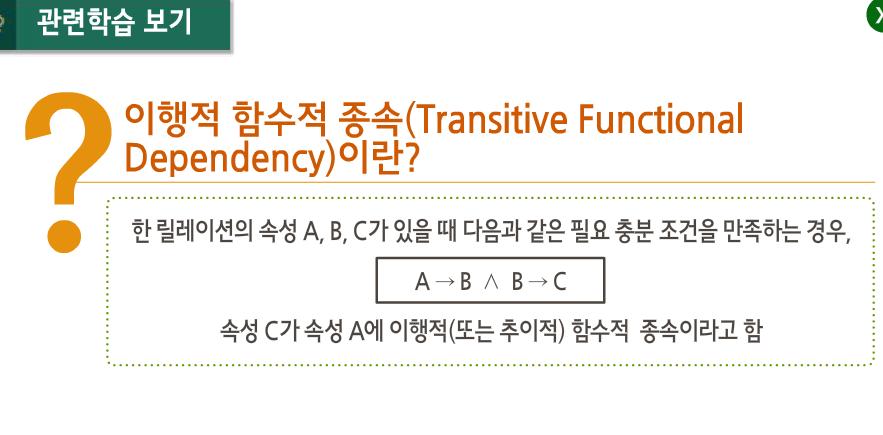 관련학습 보기
?
이행적 함수적 종속(Transitive Functional
Dependency)이란?
한 릴레이션의 속성 A, B, C가 있을 때 다음과 같은 필요 충분 조건을 만족하는 경우,
A → B ∧ B → C
속성 C가 속성 A에 이행적(또는 추이적) 함수적 종속이라고 함